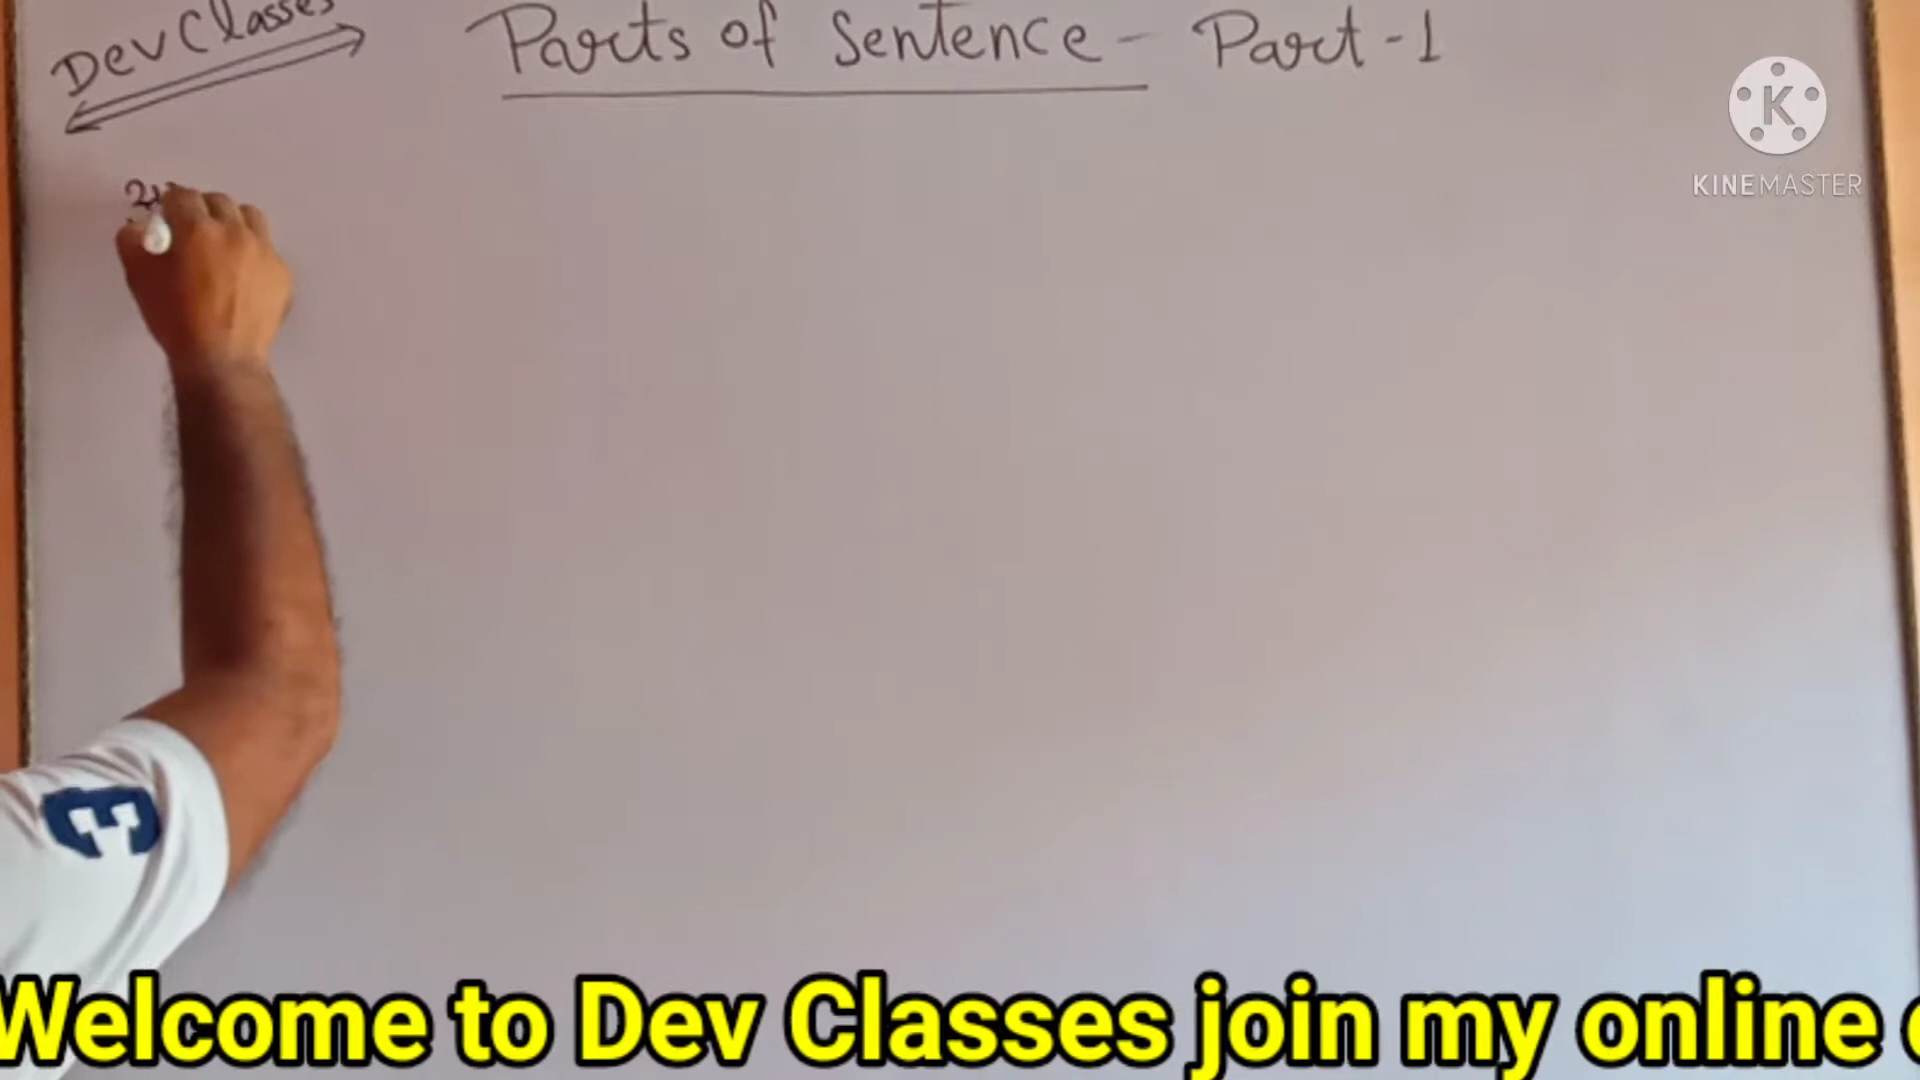 Dev Classes
Parts of Sentence - Part -1
KINEMASTER
Welcome to Dev Classes join my online